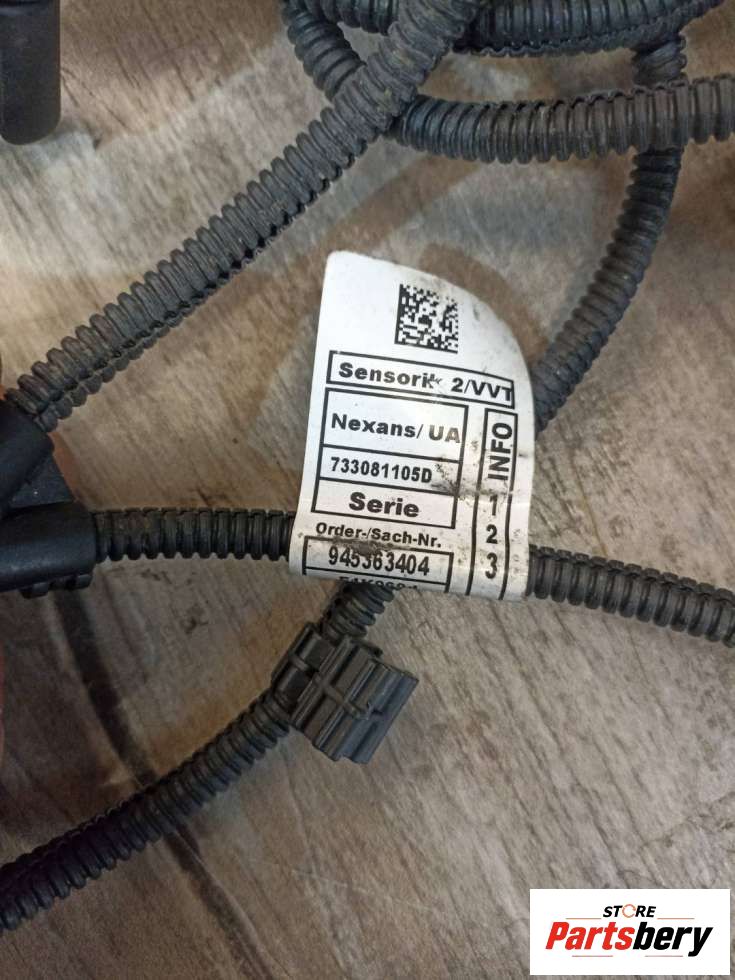 Sensorik 2/VVT
Nexans/ UA
733081105D
Serie
Order-/Sach-Nr.
945363404
INFO
1
2
3
STORE
Partsbery